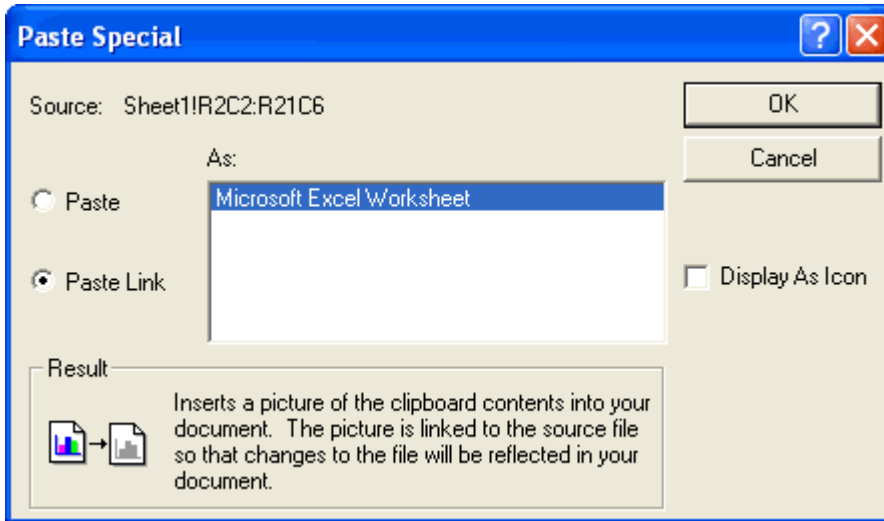 Paste Special
Source: Sheet1!R2C2:R21C6
OK
Cancel
As:
Paste
Microsoft Excel Worksheet
Paste Link
Display As Icon
Result
Inserts a picture of the clipboard contents into your
document. The picture is linked to the source file
so that changes to the file will be reflected in your
document.